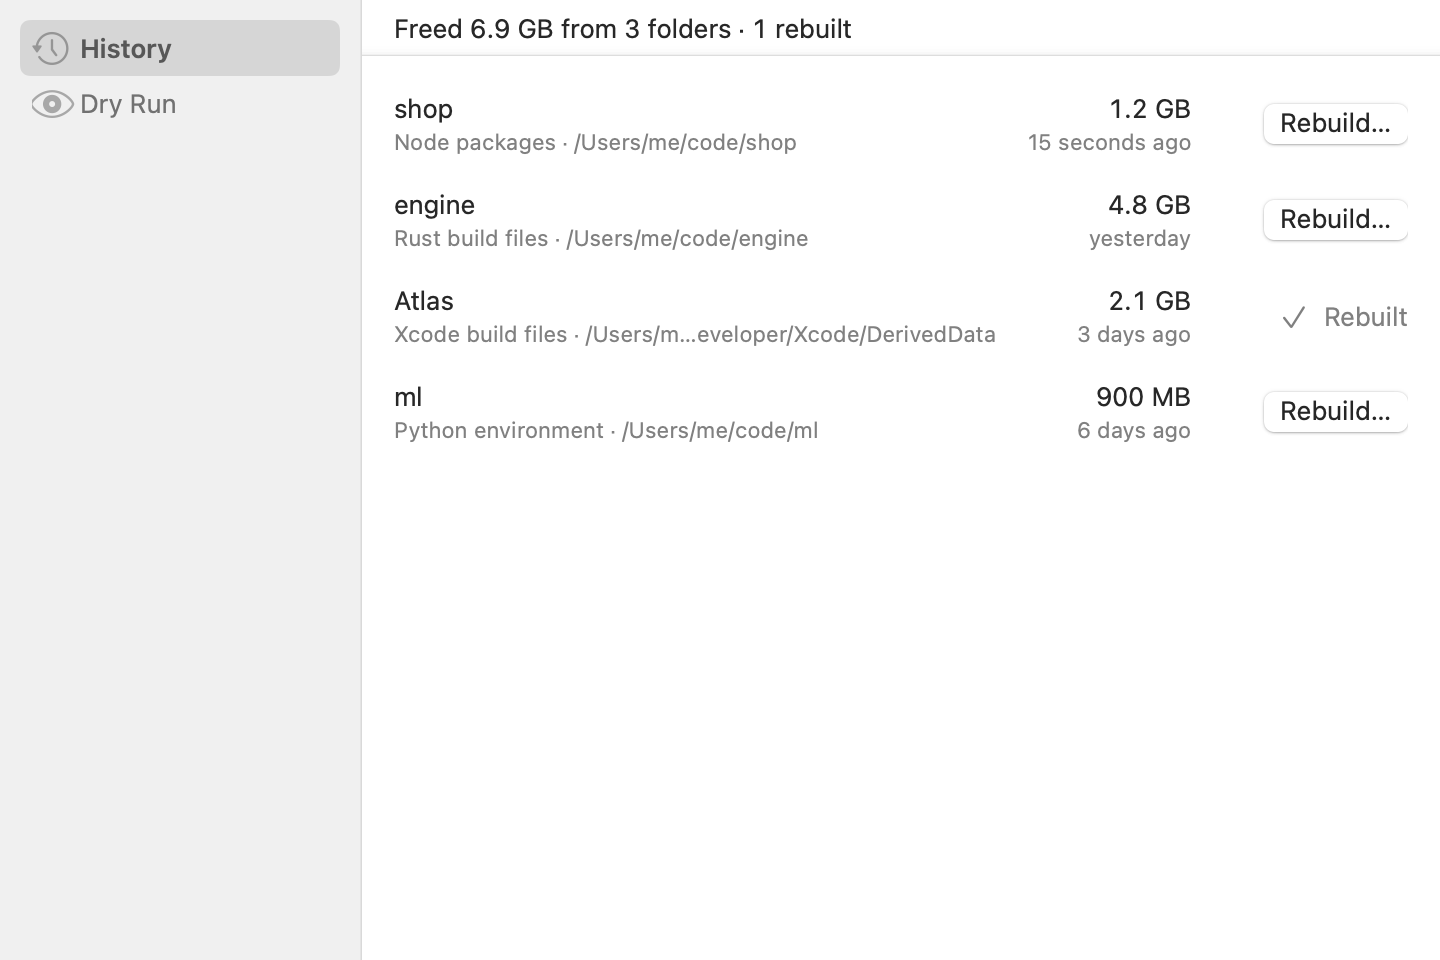 History
Dry Run
Freed 6.9 GB from 3 folders · 1 rebuilt
shop
1.2 GB
Rebuild...
Node packages · /Users/me/code/shop
15 seconds ago
engine
4.8 GB
Rebuild...
Rust build files · /Users/me/code/engine
yesterday
Atlas
2.1 GB
Rebuilt
Xcode build files · /Users/m...eveloper/Xcode/DerivedData
3 days ago
ml
900 MB
Rebuild...
Python environment · /Users/me/code/ml
6 days ago